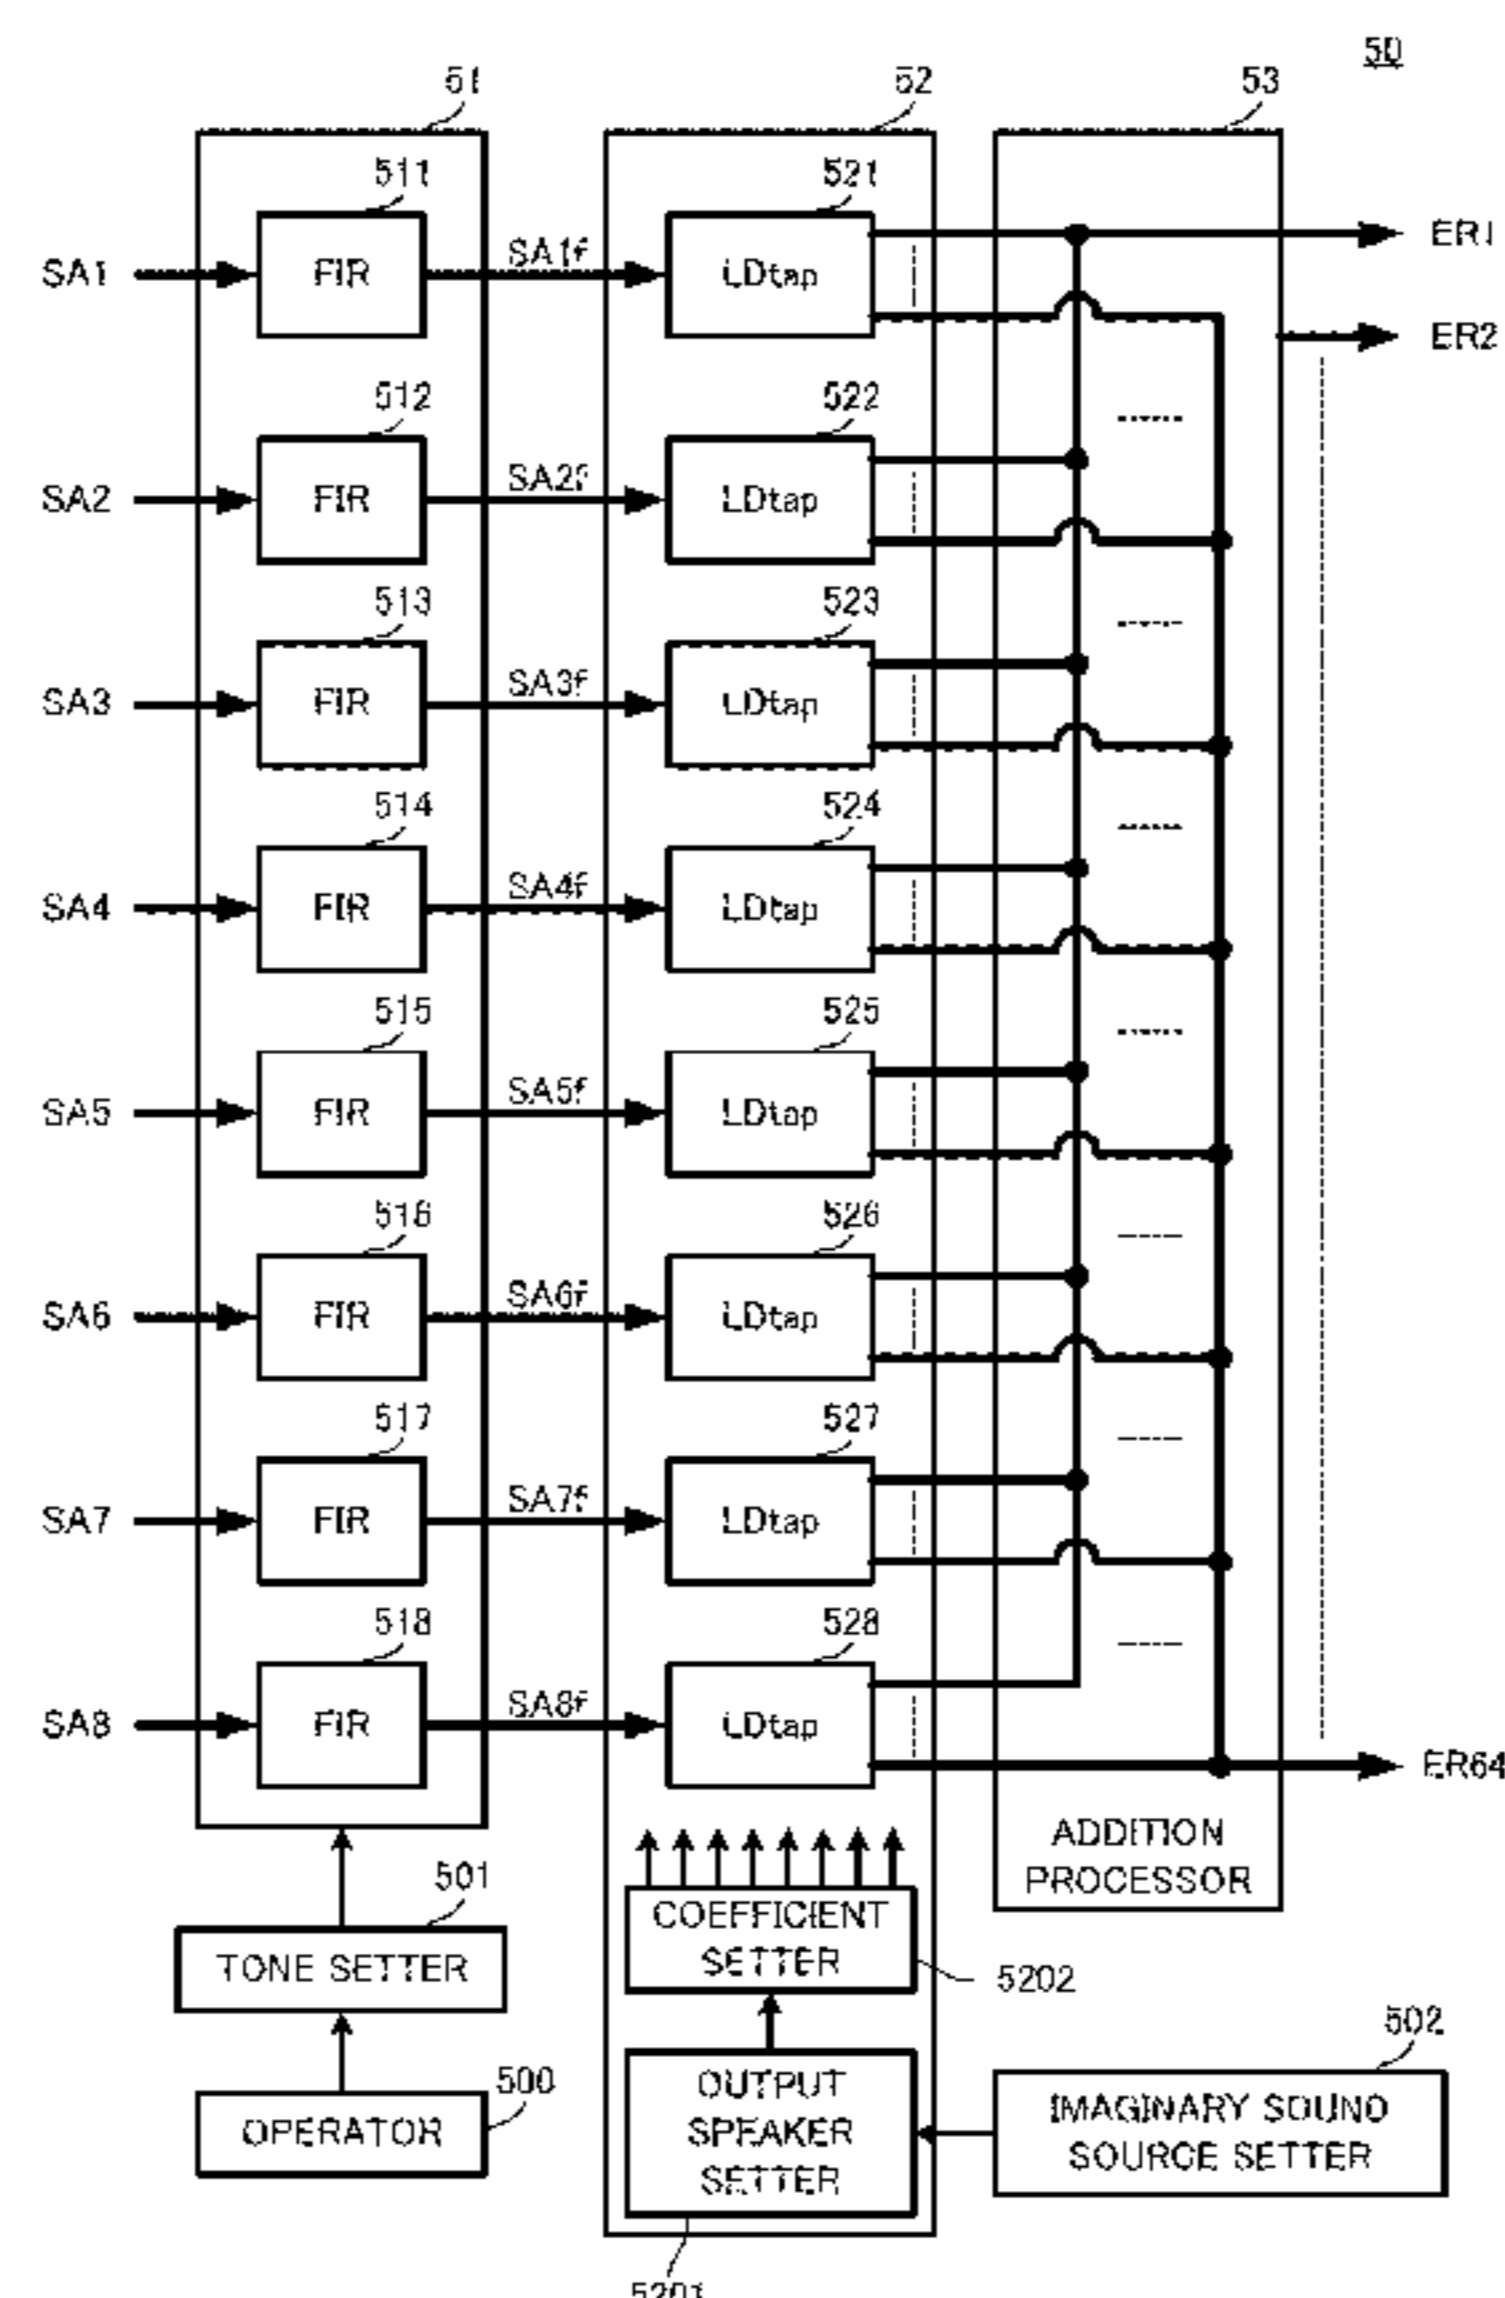 50
51
52
53
511
521
SA1
FIR
SA1f
LDtap
ER1
ER2
512
522
SA2
FIR
SA2f
LDtap
513
523
SA3
FIR
SA3f
LDtap
514
524
SA4
FIR
SA4f
LDtap
515
525
SA5
FIR
SA5f
LDtap
516
526
SA6
FIR
SA6f
LDtap
517
527
SA7
FIR
SA7f
LDtap
518
528
SA8
FIR
SA8f
LDtap
ER64
ADDITION
PROCESSOR
501
TONE SETTER
COEFFICIENT
SETTER
5202
500
OPERATOR
OUTPUT
SPEAKER
SETTER
502
IMAGINARY SOUND
SOURCE SETTER
5201